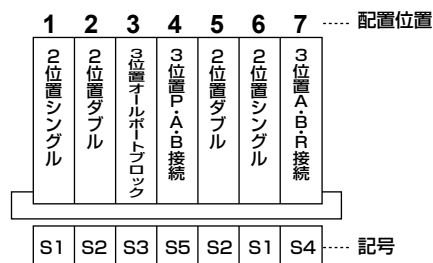 1 2 3 4 5 6 7 ····· 配置位置
2位置シングル
2位置ダブル
3位置オールポートブロック
3位置P・A・B接続
2位置ダブル
2位置シングル
3位置A・B・R接続
S1 S2 S3 S5 S2 S1 S4 ····· 記号